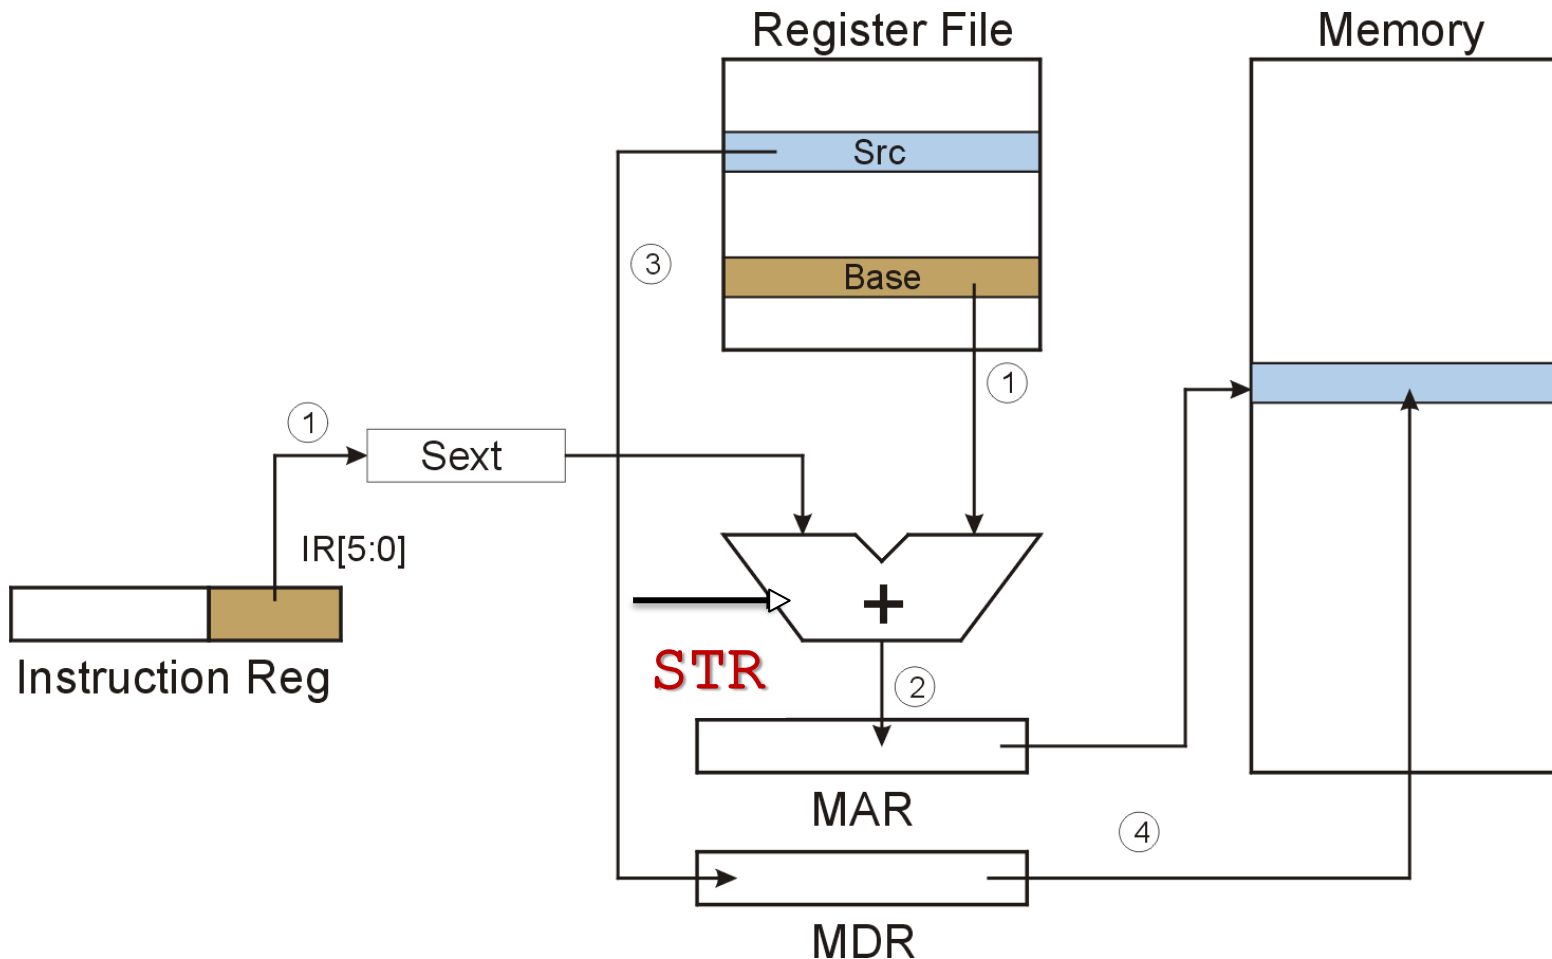 Register File
Memory
Src
3
Base
1
1
Sext
IR[5:0]
+
Instruction Reg
STR
2
MAR
4
MDR